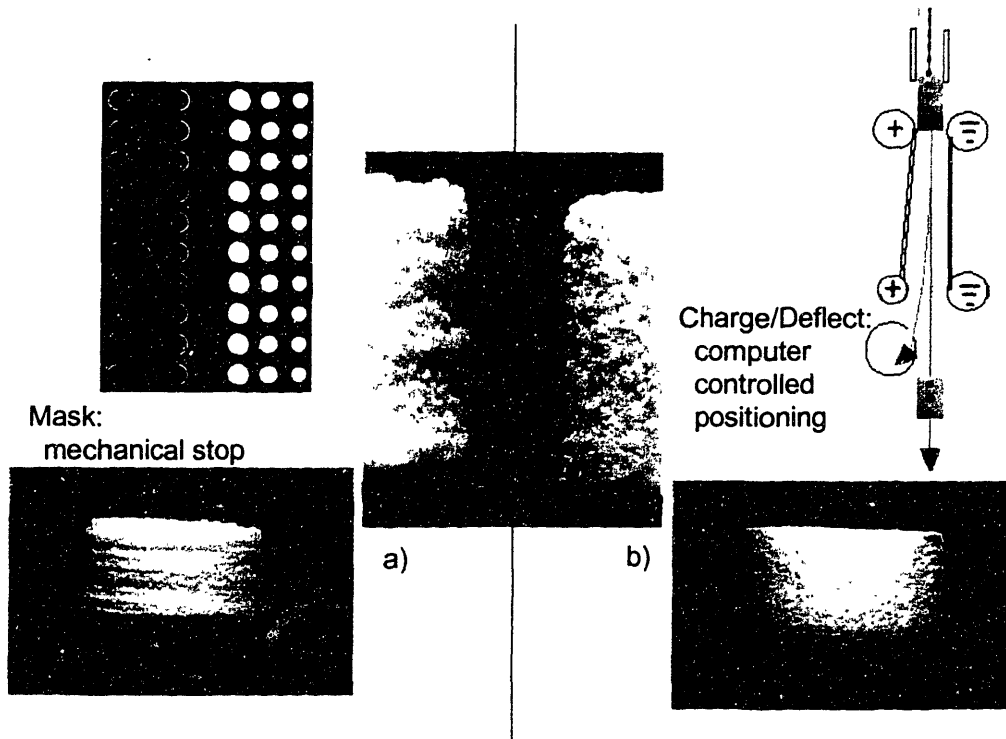 Mask:
mechanical stop
a)
b)
+
+
Charge/Deflect:
computer
controlled
positioning